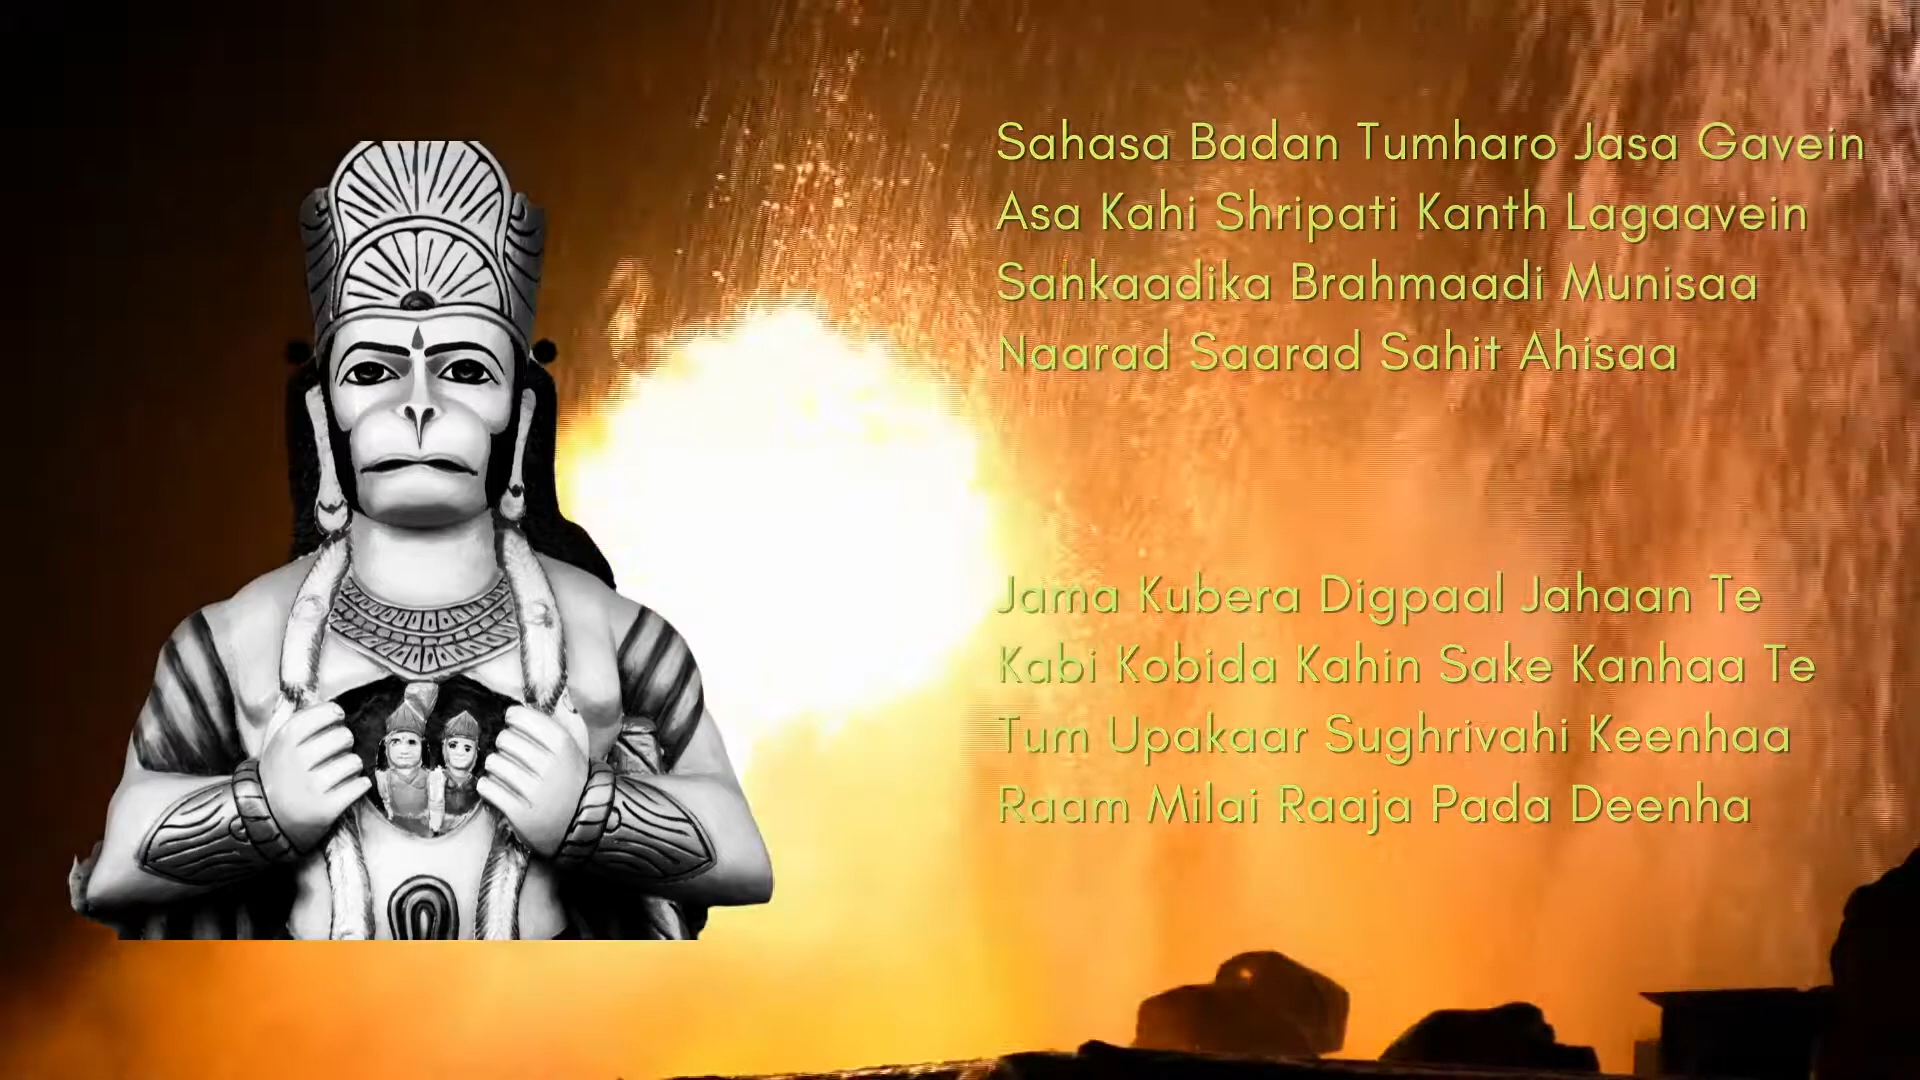 Sahasa Badan Tumharo Jasa Gavein
Asa Kahi Shripati Kanth Lagaavein
Sankaadika Brahmaadi Munisaa
Naarad Saarad Sahit Ahisaa
Jama Kubera Digpaal Jahaan Te
Kabi Kobida Kahin Sake Kanhaa Te
Tum Upakaar Sughrivahi Keenhaa
Raam Milai Raaja Pada Deenha